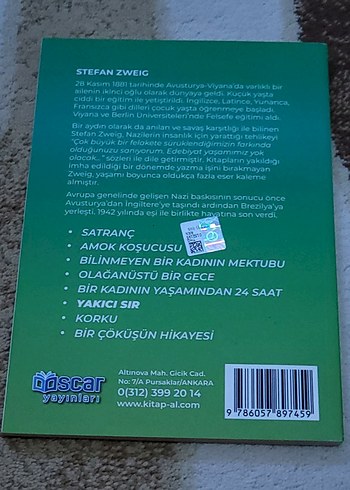 STEFAN ZWEIG
28 Kasım 1881 tarihinde Avusturya-Viyana'da varlıklı bir
ailenin ikinci oğlu olarak dünyaya geldi. Küçük yaşta
ciddi bir eğitim ile yetiştirildi. İngilizce, Latince, Yunanca,
Fransızca gibi dilleri çocuk yaşta öğrenmeye başladı.
Viyana ve Berlin Üniversiteleri'nde Felsefe eğitimi aldı.
Bir aydın olarak da anılan ve savaş karşıtlığı ile bilinen
Stefan Zweig, Nazilerin insanlık için yarattığı tehlikeyi
"Çok büyük bir felakete sürüklendiğimizin farkında
olduğunuzu sanıyorum. Edebiyat yaşamımız yok
olacak..." sözleri ile dile getirmiştir. Kitapların yakıldığı
imha edildiği bir dönemde yazma işini bırakmayan
Zweig, yaşamı boyunca oldukça fazla eser kaleme
almıştır.
Avrupa genelinde gelişen Nazi baskısının sonucu önce
Avusturya'dan İngiltere'ye taşındı ardından Brezilya'ya
yerleşti. 1942 yılında eşi ile birlikte hayatına son verdi.
• SATRANÇ
• AMOK KOŞUCUSU
• BİLİNMEYEN BİR KADININ MEKTUBU
• OLAĞANÜSTÜ BİR GECE
• BİR KADININ YAŞAMINDAN 24 SAAT
• YAKICI SIR
• KORKU
• BİR ÇÖKÜŞÜN HİKAYESİ
oscar
yayınları
Altınova Mah. Gicik Cad.
No: 7/A Pursaklar/ANKARA
0(312) 399 20 14
www.kitap-al.com
9 786057 897459